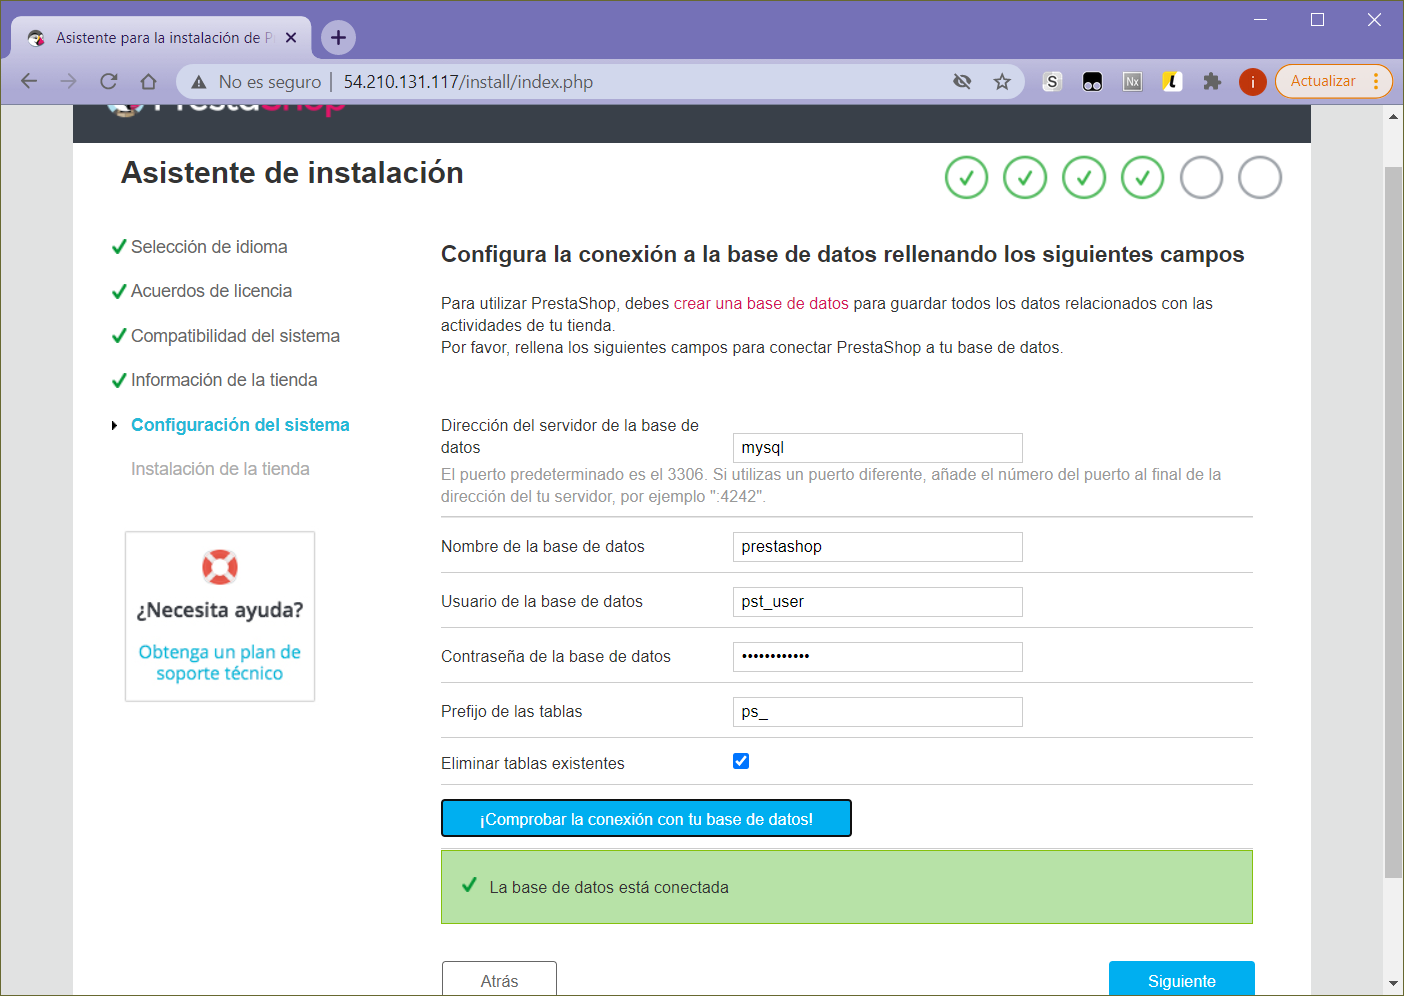 Asistente para la instalación de P
No es seguro
54.210.131.117/install/index.php
S
Nx
L
i
Actualizar
PrestaShop
Asistente de instalación
Selección de idioma
Acuerdos de licencia
Compatibilidad del sistema
Información de la tienda
Configuración del sistema
Instalación de la tienda
¿Necesita ayuda?
Obtenga un plan de
soporte técnico
Configura la conexión a la base de datos rellenando los siguientes campos
Para utilizar PrestaShop, debes crear una base de datos para guardar todos los datos relacionados con las
actividades de tu tienda.
Por favor, rellena los siguientes campos para conectar PrestaShop a tu base de datos.
Dirección del servidor de la base de
datos
mysql
El puerto predeterminado es el 3306. Si utilizas un puerto diferente, añade el número del puerto al final de la
dirección del tu servidor, por ejemplo ":4242".
Nombre de la base de datos
prestashop
Usuario de la base de datos
pst_user
Contraseña de la base de datos
••••••••••••
Prefijo de las tablas
ps_
Eliminar tablas existentes
¡Comprobar la conexión con tu base de datos!
La base de datos está conectada
Atrás
Siguiente